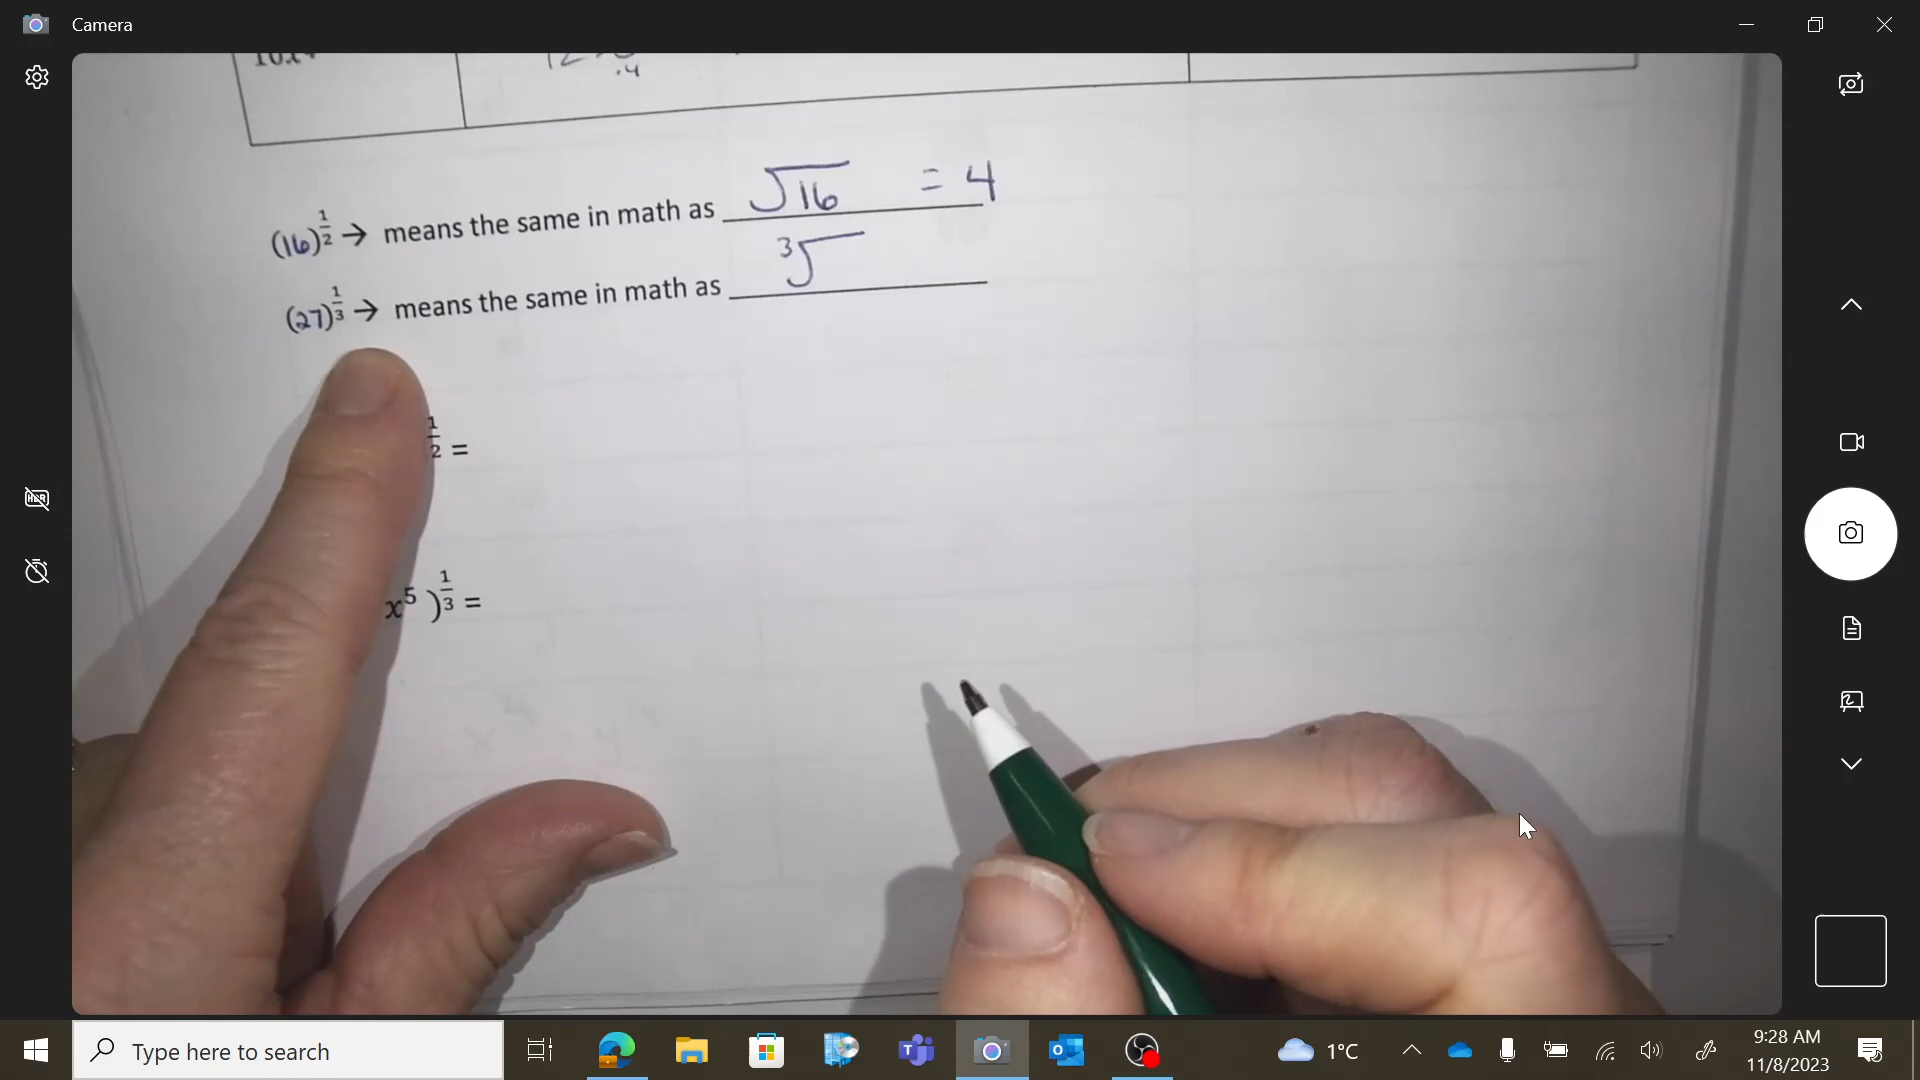 Camera
.4
(16)^{1/2} → means the same in math as √16 = 4
(27)^{1/3} → means the same in math as ³√
1/2 =
x^5 )^{1/3} =
Type here to search
1°C
9:28 AM
11/8/2023